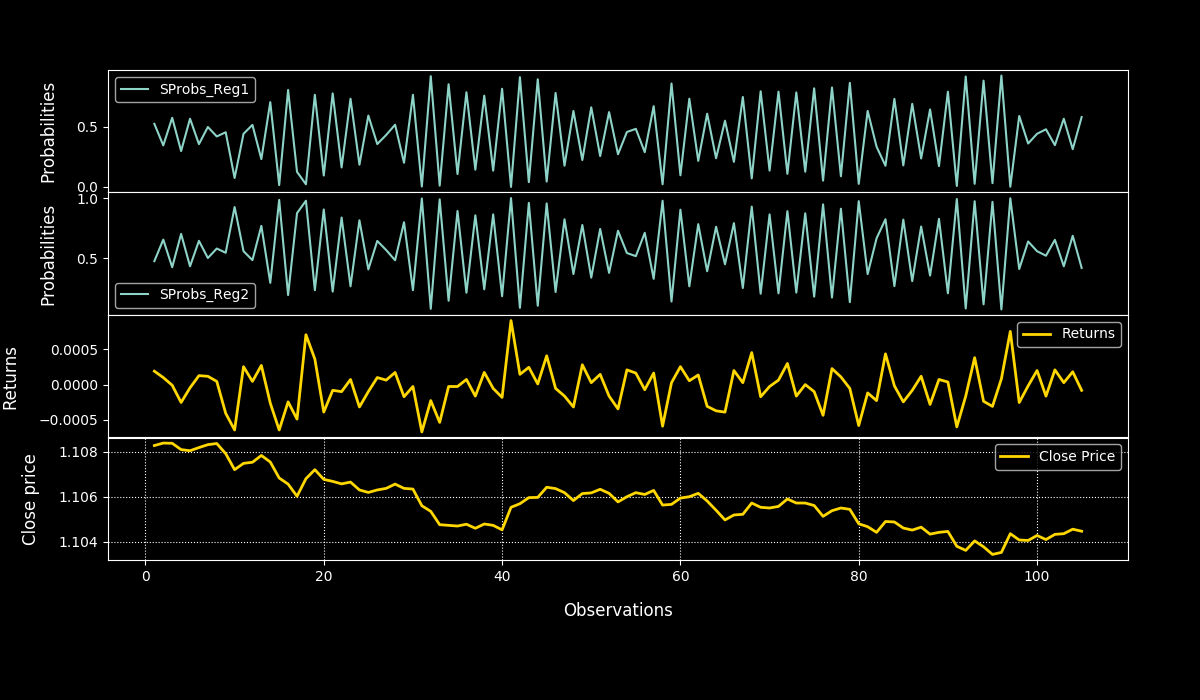 Probabilities
SProbs_Reg1
0.5
0.0
Probabilities
1.0
0.5
SProbs_Reg2
Returns
0.0005
0.0000
−0.0005
Returns
Close price
1.108
1.106
1.104
Close Price
0 20 40 60 80 100
Observations